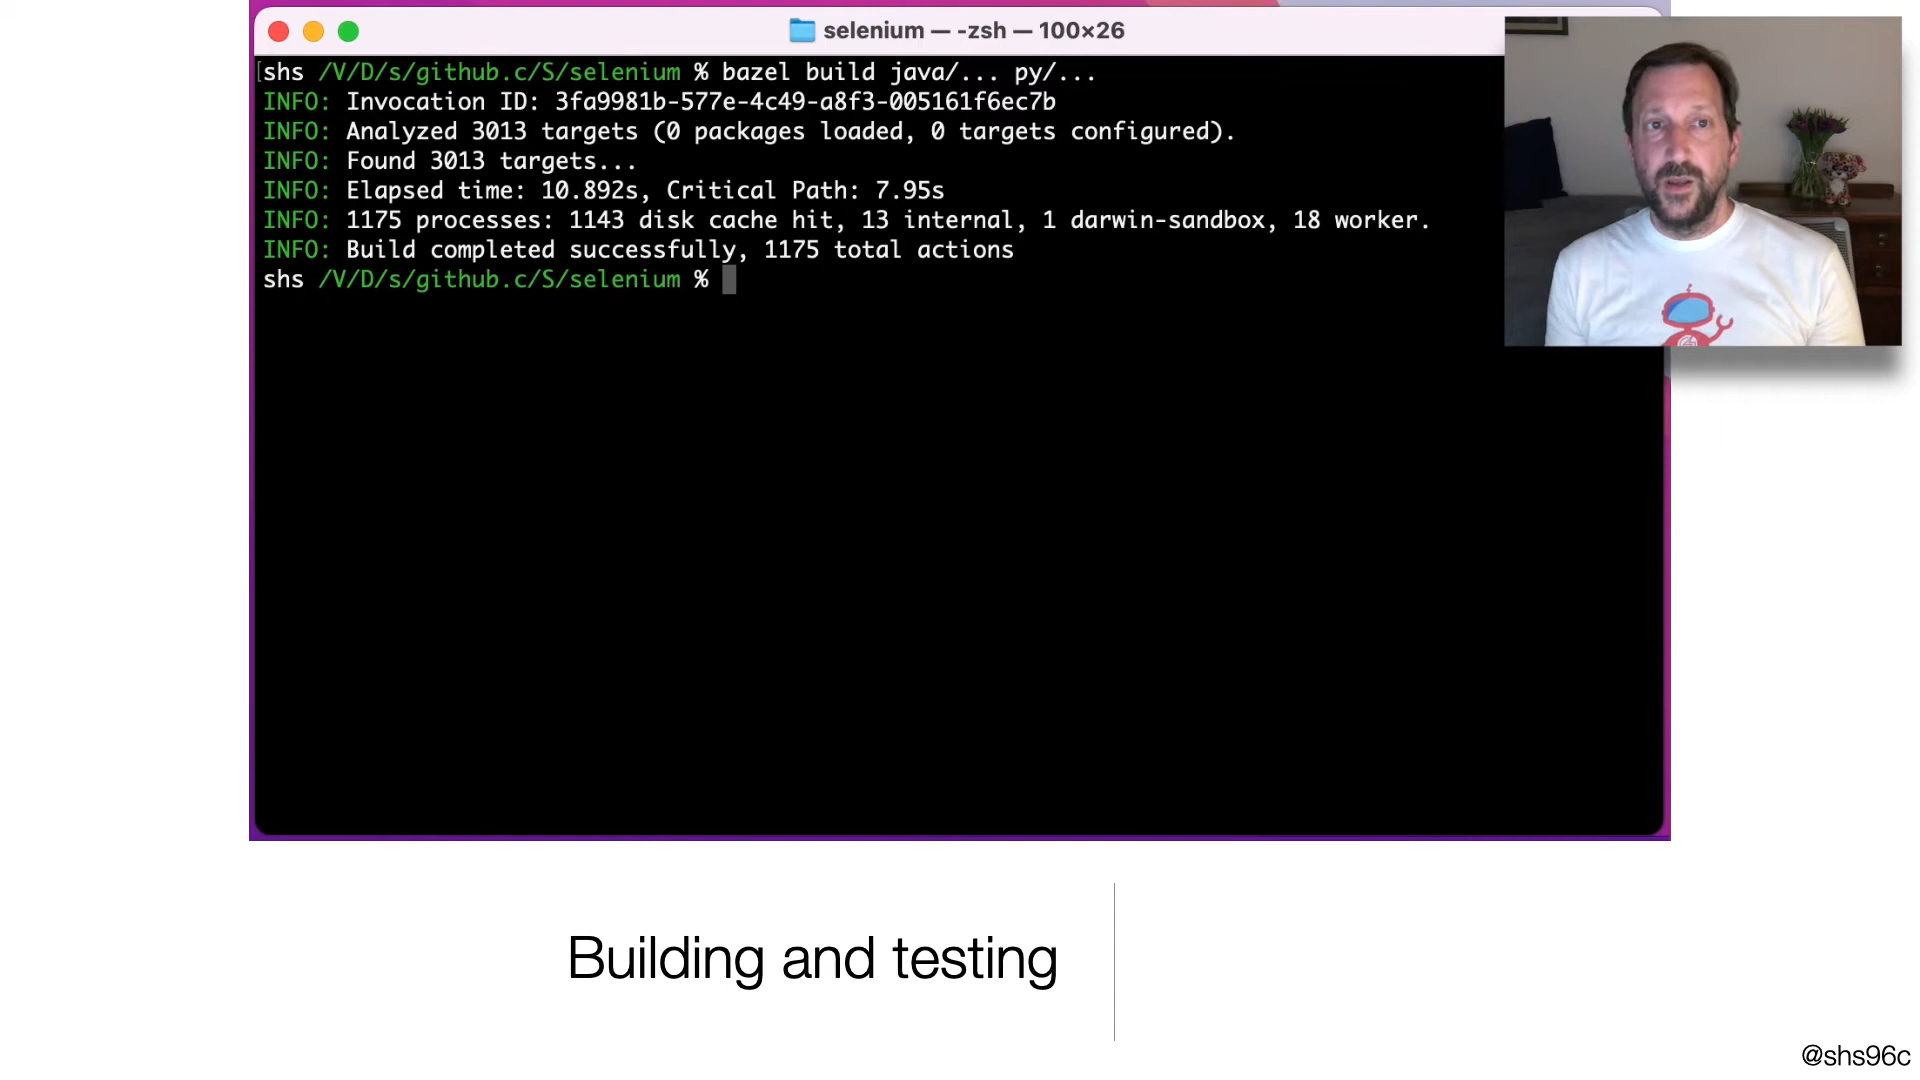 selenium — -zsh — 100×26
shs /V/D/s/github.c/S/selenium % bazel build java/... py/...
INFO: Invocation ID: 3fa9981b-577e-4c49-a8f3-005161f6ec7b
INFO: Analyzed 3013 targets (0 packages loaded, 0 targets configured).
INFO: Found 3013 targets...
INFO: Elapsed time: 10.892s, Critical Path: 7.95s
INFO: 1175 processes: 1143 disk cache hit, 13 internal, 1 darwin-sandbox, 18 worker.
INFO: Build completed successfully, 1175 total actions
shs /V/D/s/github.c/S/selenium %
Building and testing
@shs96c